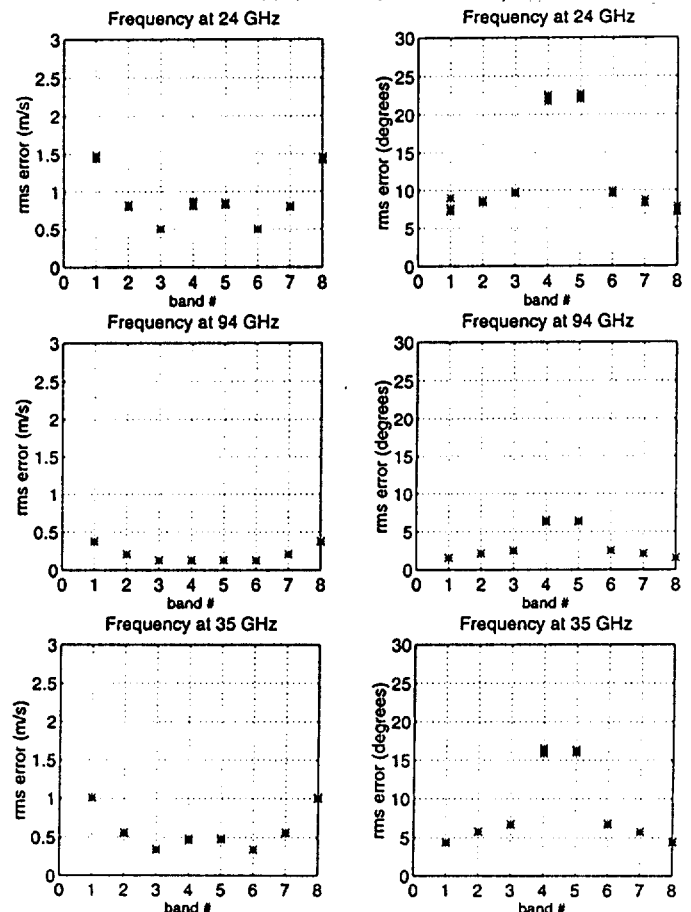 Frequency at 24 GHz
3
2.5
2
1.5
1
0.5
0
rms error (m/s)
0 1 2 3 4 5 6 7 8
band #
Frequency at 24 GHz
30
25
20
15
10
5
0
rms error (degrees)
0 1 2 3 4 5 6 7 8
band #
Frequency at 94 GHz
3
2.5
2
1.5
1
0.5
0
rms error (m/s)
0 1 2 3 4 5 6 7 8
band #
Frequency at 94 GHz
30
25
20
15
10
5
0
rms error (degrees)
0 1 2 3 4 5 6 7 8
band #
Frequency at 35 GHz
3
2.5
2
1.5
1
0.5
0
rms error (m/s)
0 1 2 3 4 5 6 7 8
band #
Frequency at 35 GHz
30
25
20
15
10
5
0
rms error (degrees)
0 1 2 3 4 5 6 7 8
band #